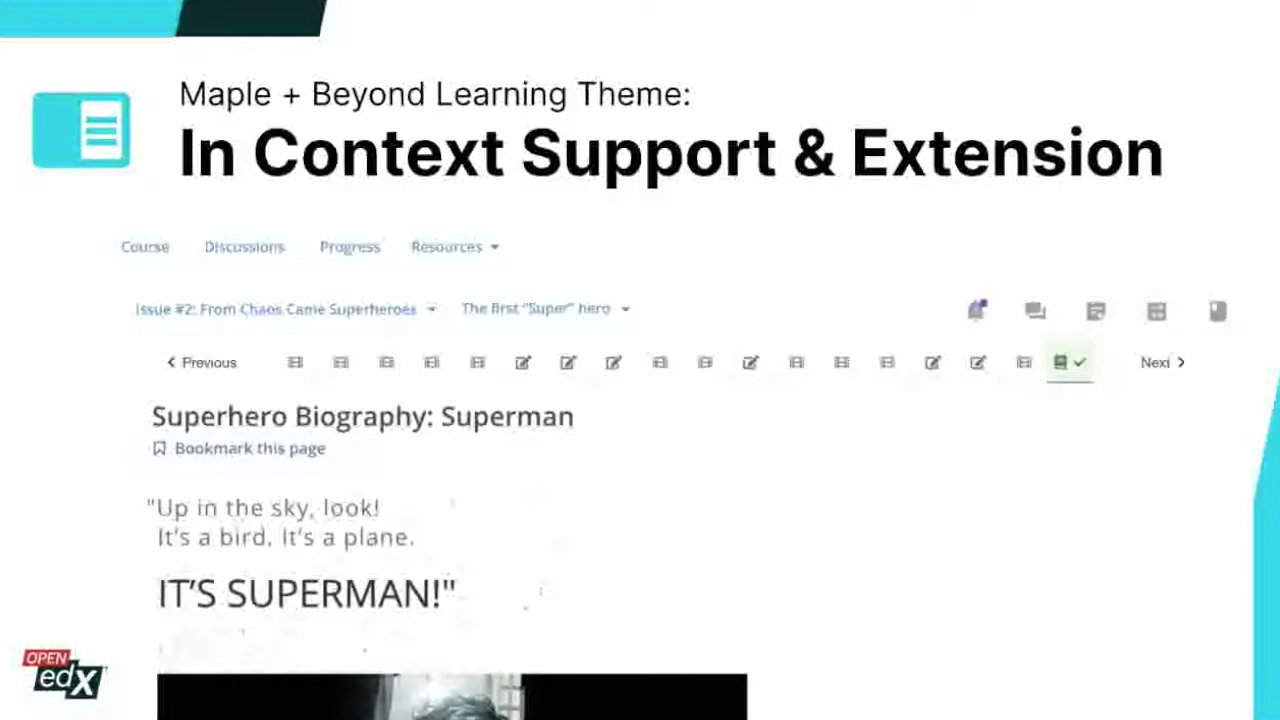 Maple + Beyond Learning Theme:
In Context Support & Extension
Course Discussions Progress Resources
Issue #2: From Chaos Came Superheroes The first "Super" hero
Previous Next
Superhero Biography: Superman
Bookmark this page
"Up in the sky, look!
It's a bird. It's a plane.
IT'S SUPERMAN!"
OPEN
edX